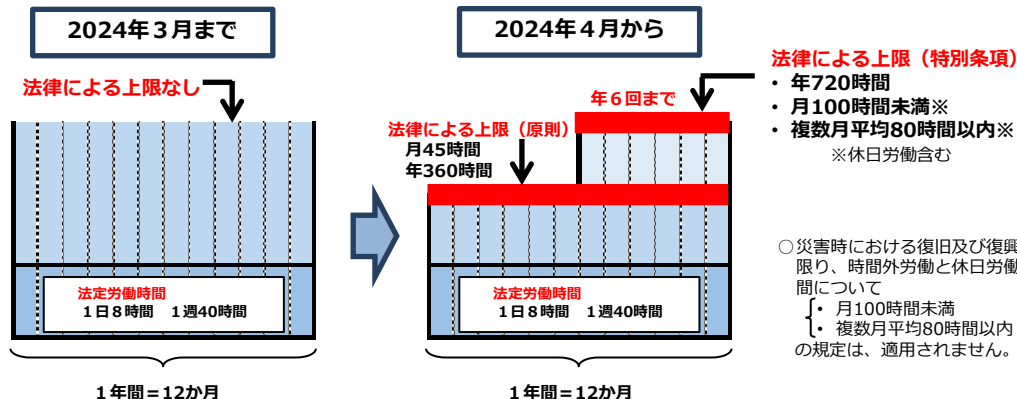 2024年３月まで
法律による上限なし
法定労働時間
１日８時間　１週40時間
１年間＝12か月
2024年４月から
年６回まで
法律による上限（原則）
月45時間
年360時間
法定労働時間
１日８時間　１週40時間
１年間＝12か月
法律による上限（特別条項）
・ 年720時間
・ 月100時間未満※
・ 複数月平均80時間以内※
※休日労働含む
○災害時における復旧及び復興
限り、時間外労働と休日労働
間について
・ 月100時間未満
・ 複数月平均80時間以内
の規定は、適用されません。